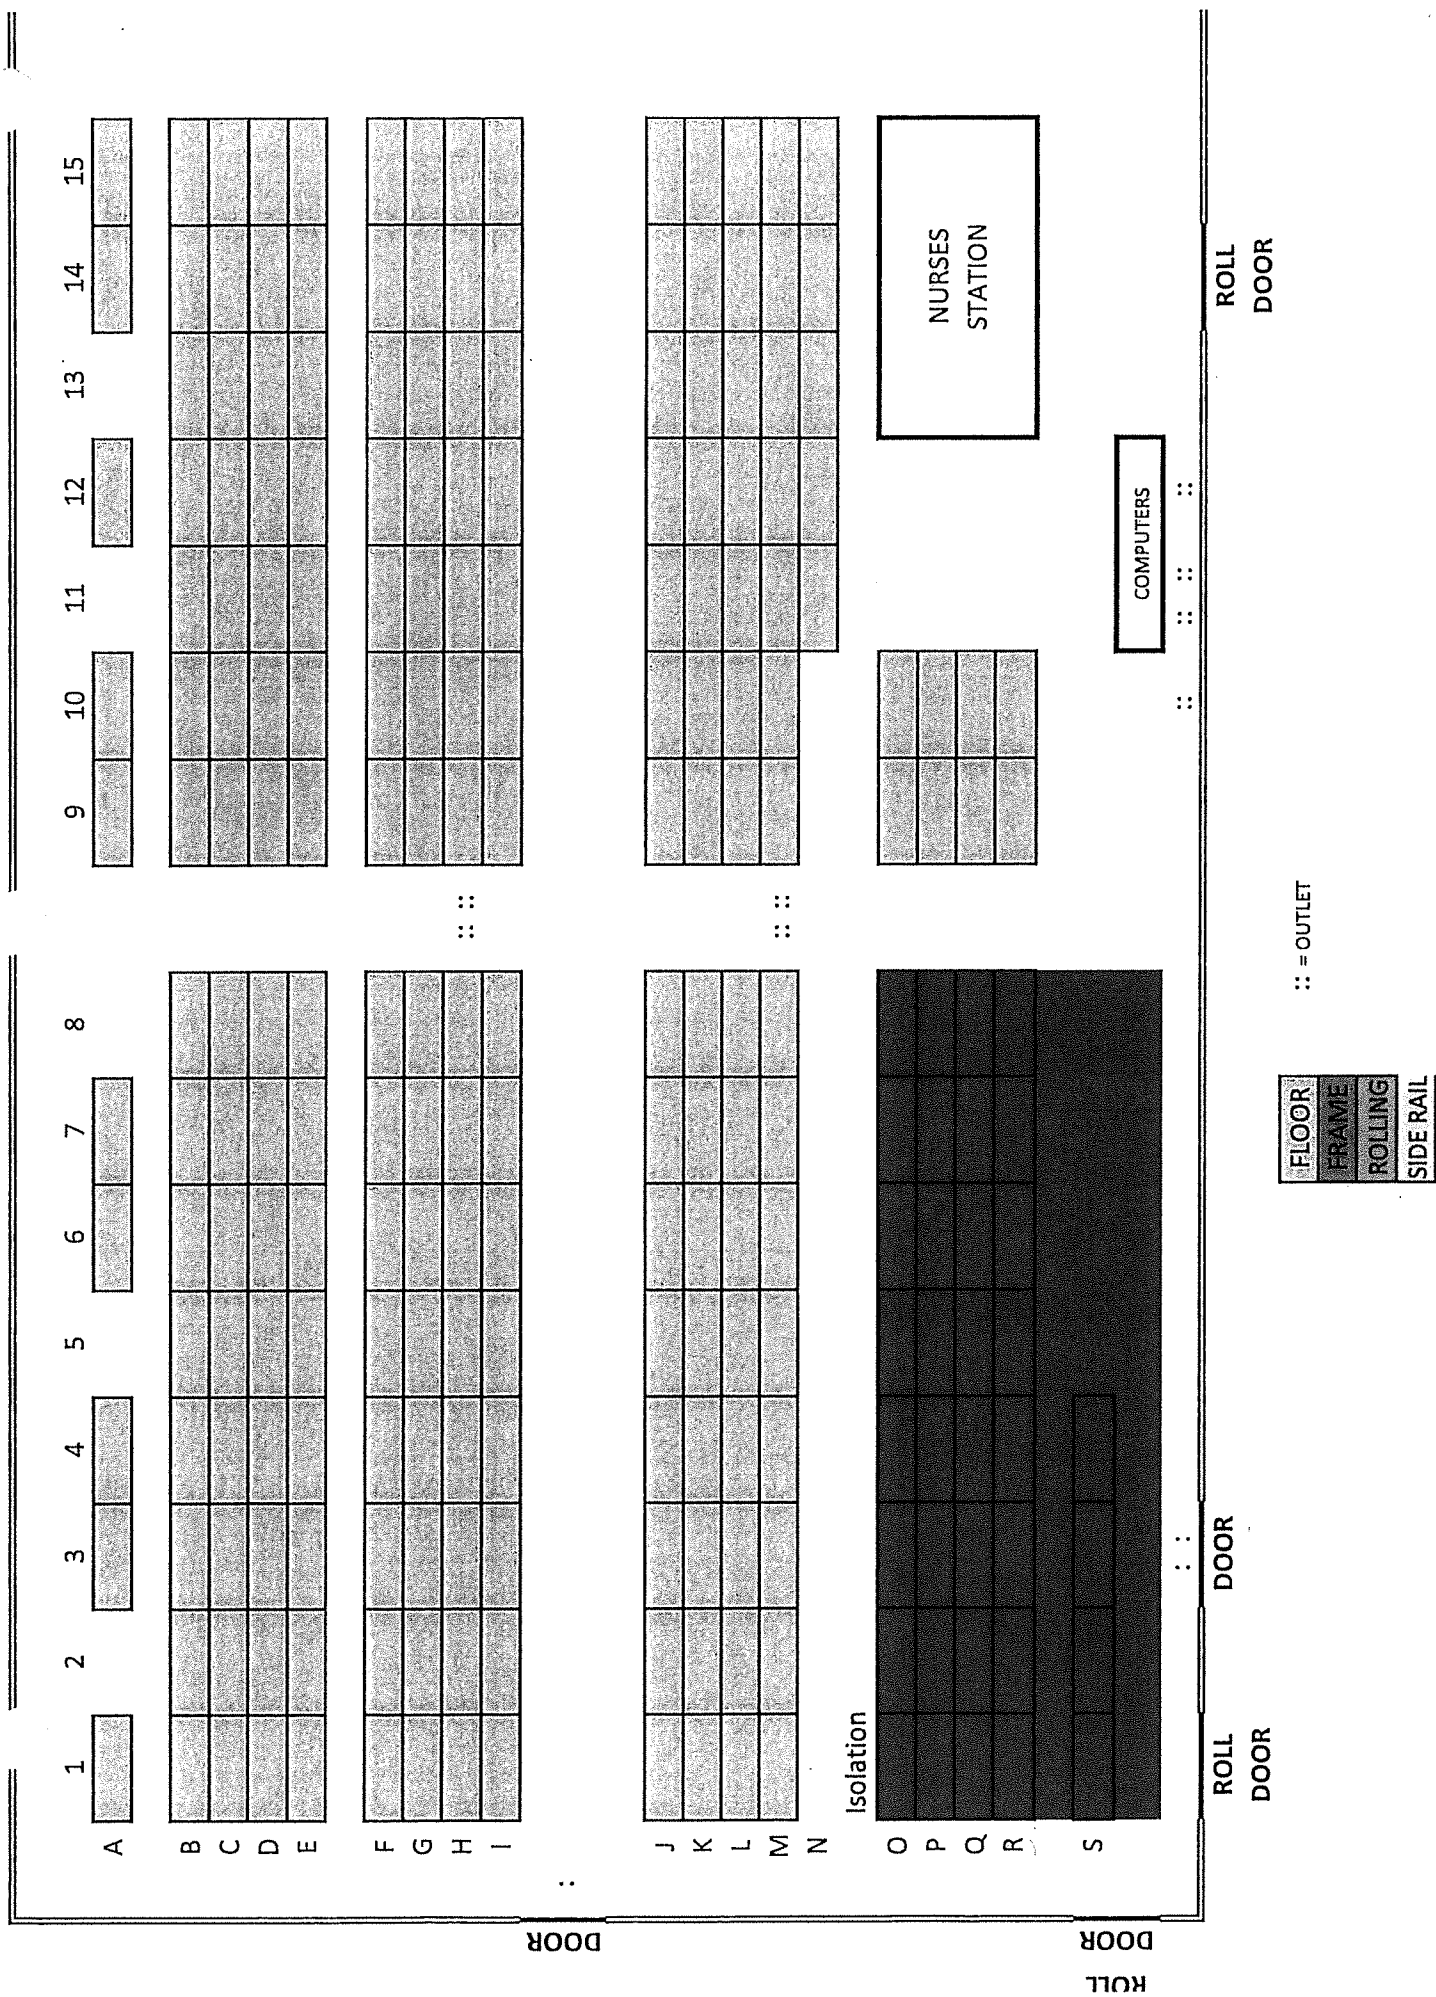 1 2 3 4 5 6 7 8 9 10 11 12 13 14 15
A
B
C
D
E
F
G
H
:: ::
I
::
J
K
L
M
:: ::
N
Isolation
O
P
Q
R
NURSES
STATION
S
COMPUTERS
:: :: :: :: :: ::
DOOR
ROLL
DOOR
ROLL
DOOR
DOOR
ROLL
DOOR
FLOOR
FRAME
ROLLING
SIDE RAIL
:: = OUTLET